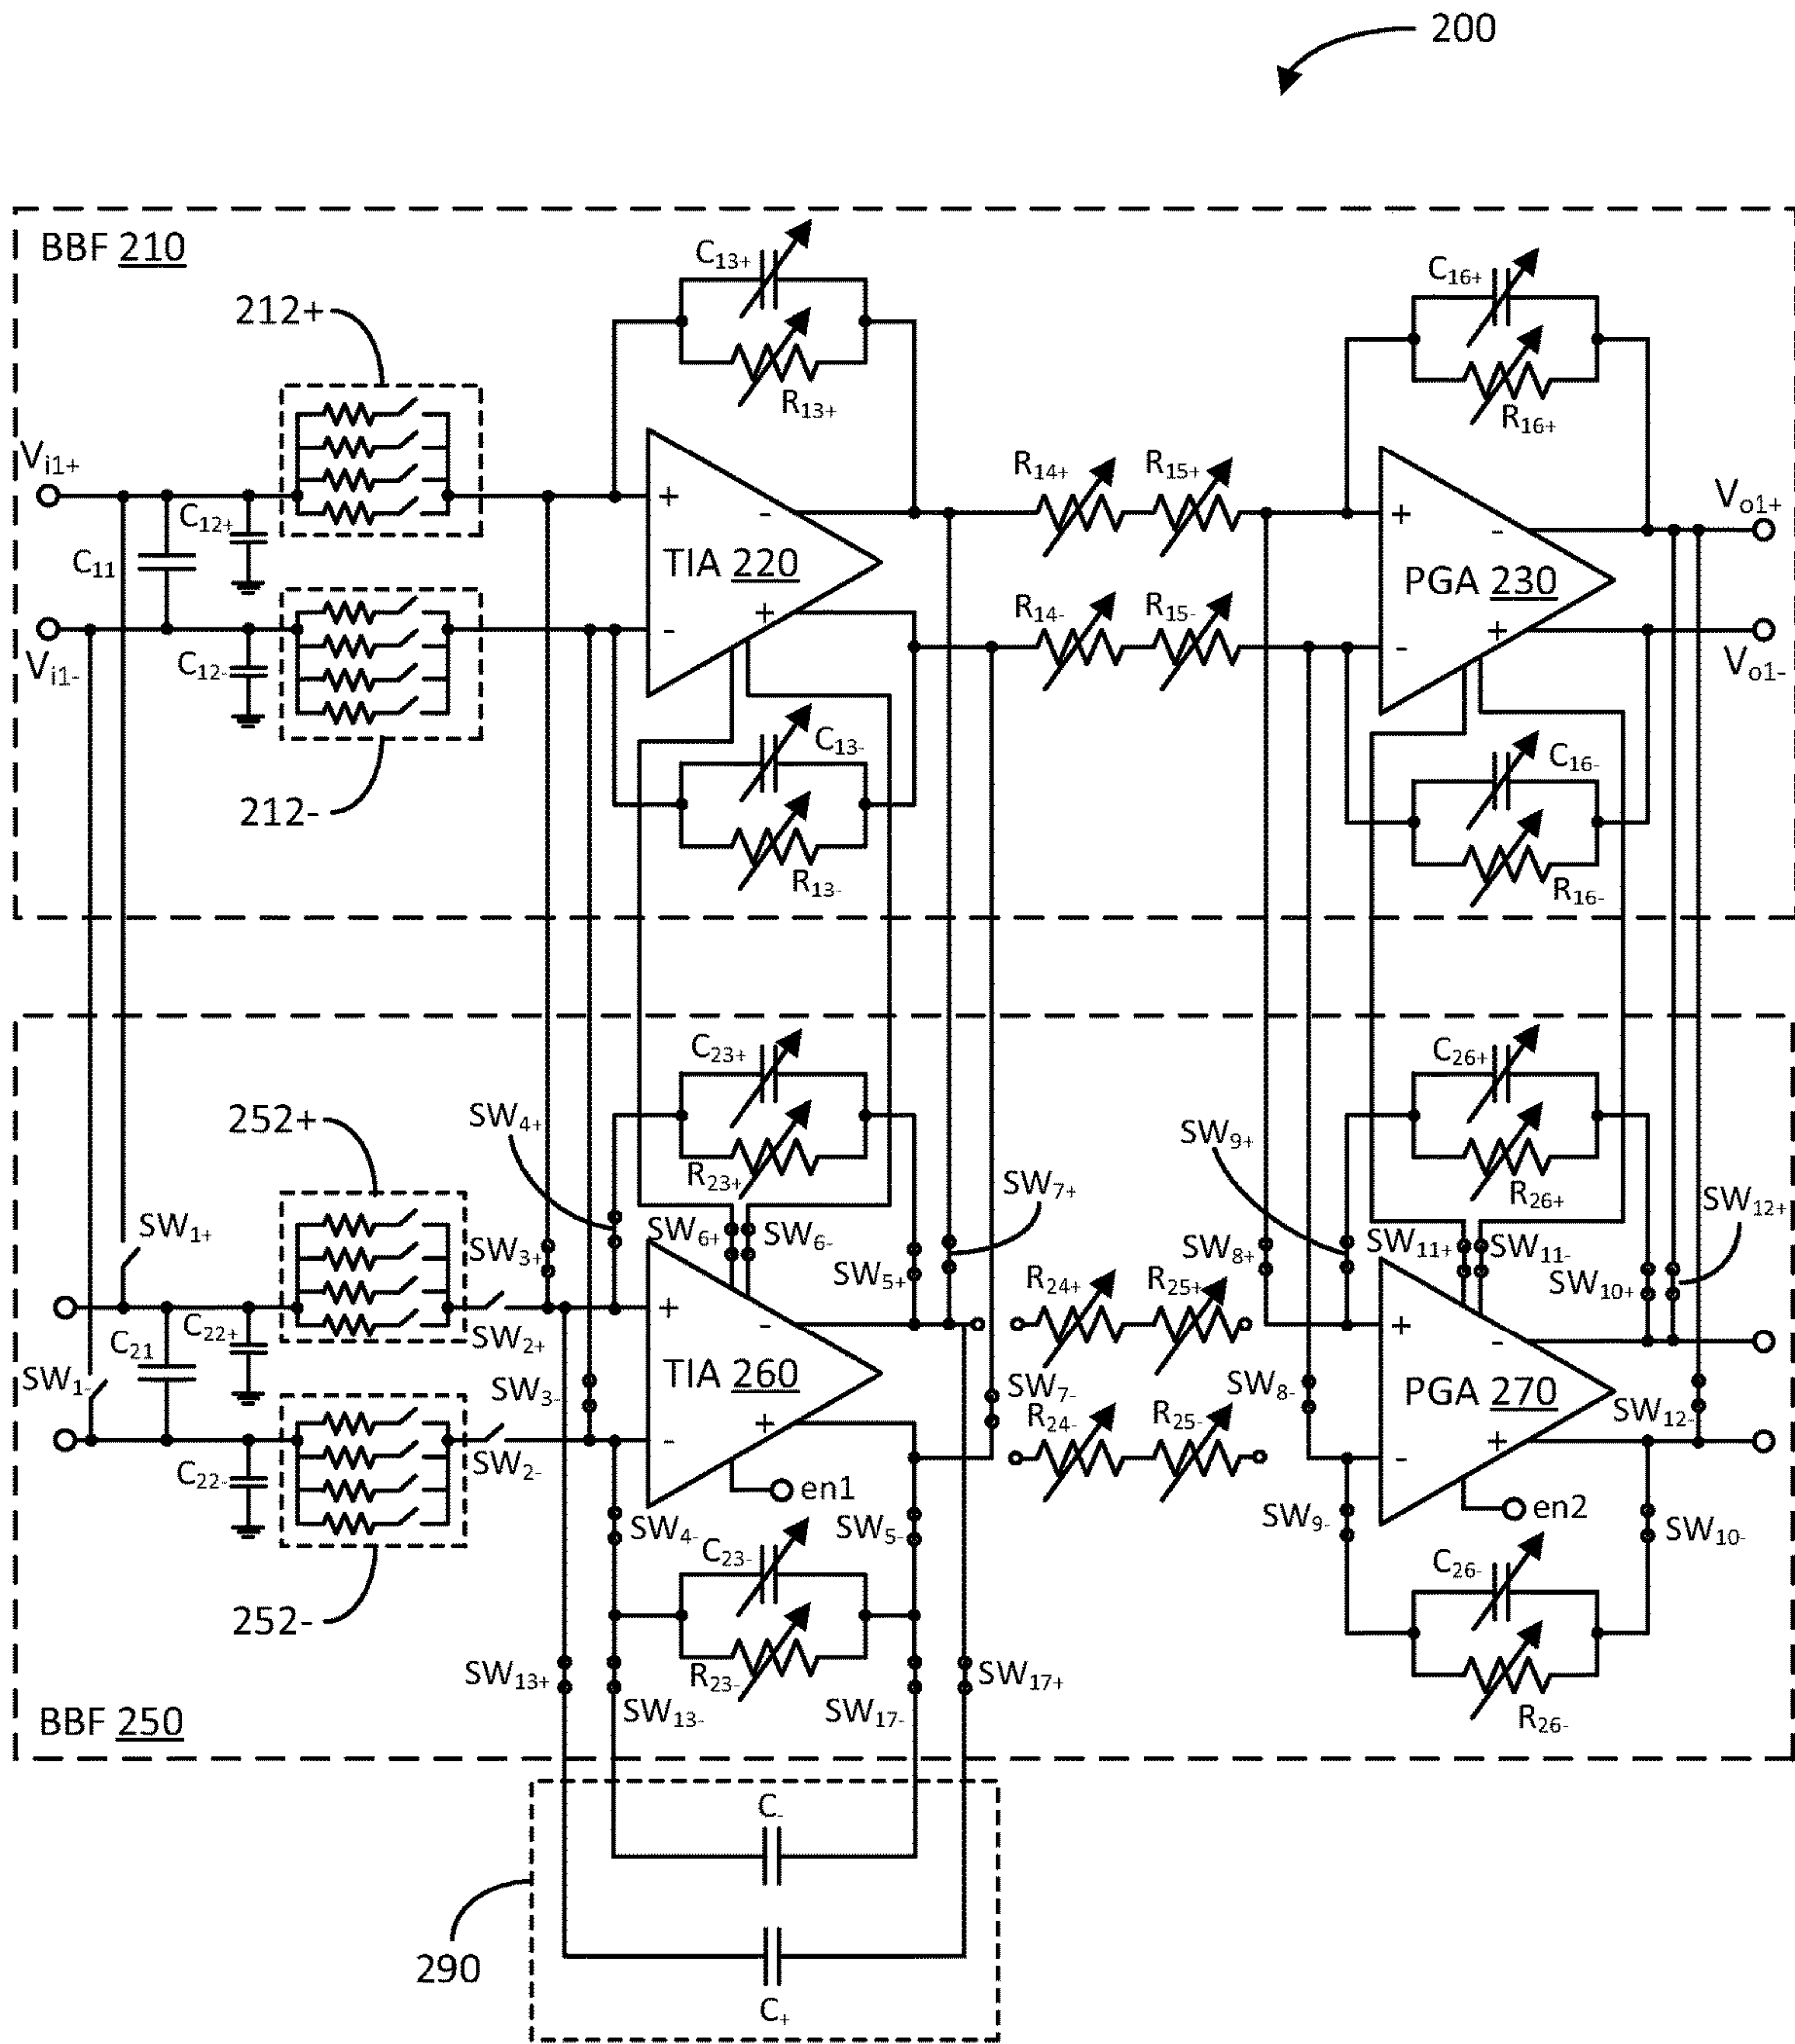 200
BBF 210
C13+
C16+
212+
R13+
R16+
Vi1+
C12+
+
-
R14+
R15+
+
-
Vo1+
C11
TIA 220
PGA 230
Vi1-
C12-
-
+
R14-
R15-
-
+
Vo1-
C13-
C16-
212-
R13-
R16-
C23+
C26+
252+
SW4+
SW9+
R23+
R26+
SW7+
SW12+
SW1+
SW3+
SW6+
SW6-
SW5+
SW8+
SW11+
SW11-
SW10+
C22+
SW2+
+
-
R24+
R25+
+
-
C21
TIA 260
PGA 270
SW1-
SW3-
SW7-
SW8-
SW12-
C22-
SW2-
-
+
R24-
R25-
-
+
en1
en2
SW4-
SW5-
SW9-
SW10-
C23-
C26-
252-
SW13+
R23-
SW17+
SW13-
SW17-
R26-
BBF 250
C-
290
C+